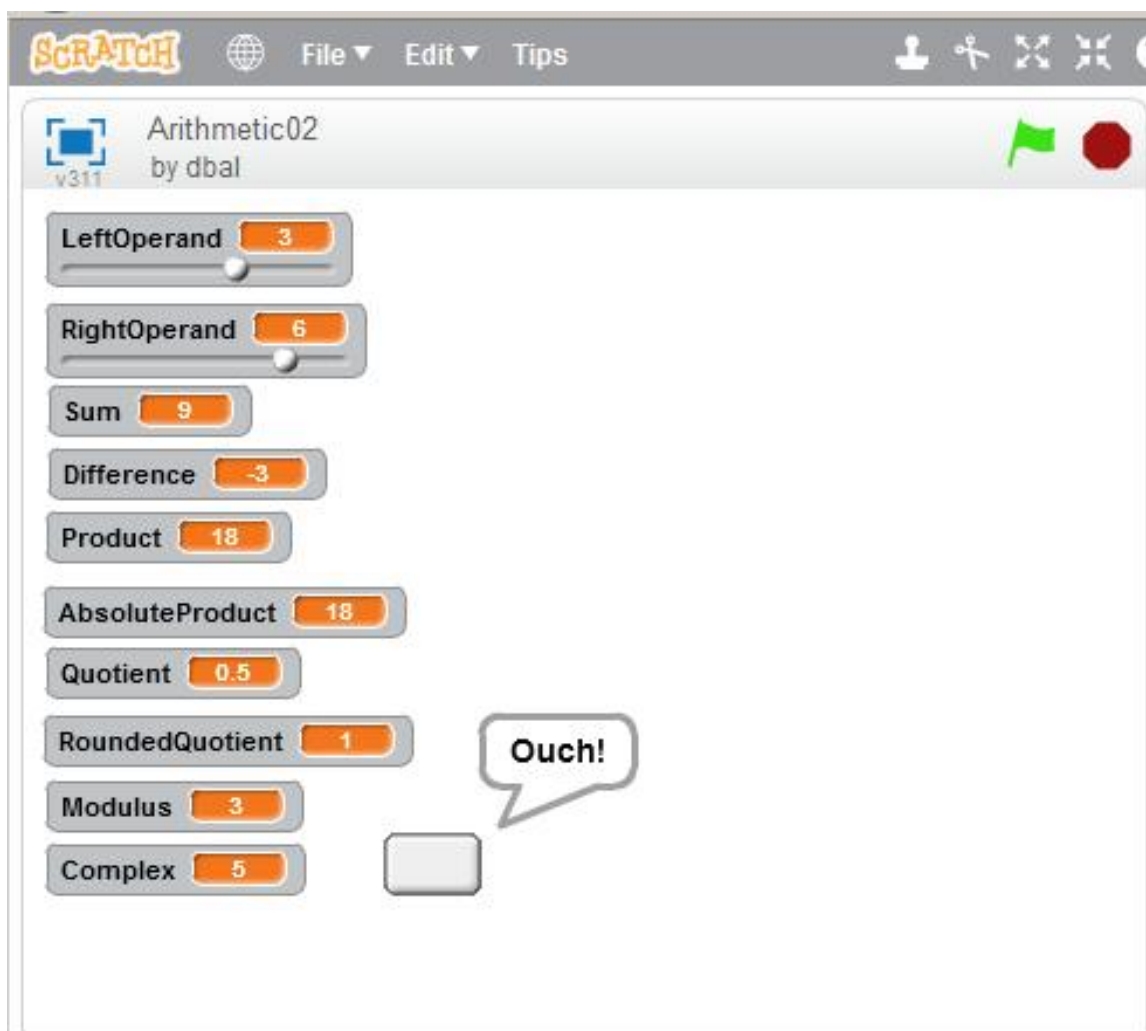 SCRATCH File Edit Tips
Arithmetic02
by dbal
v311
LeftOperand 3
RightOperand 6
Sum 9
Difference -3
Product 18
AbsoluteProduct 18
Quotient 0.5
RoundedQuotient 1
Ouch!
Modulus 3
Complex 5